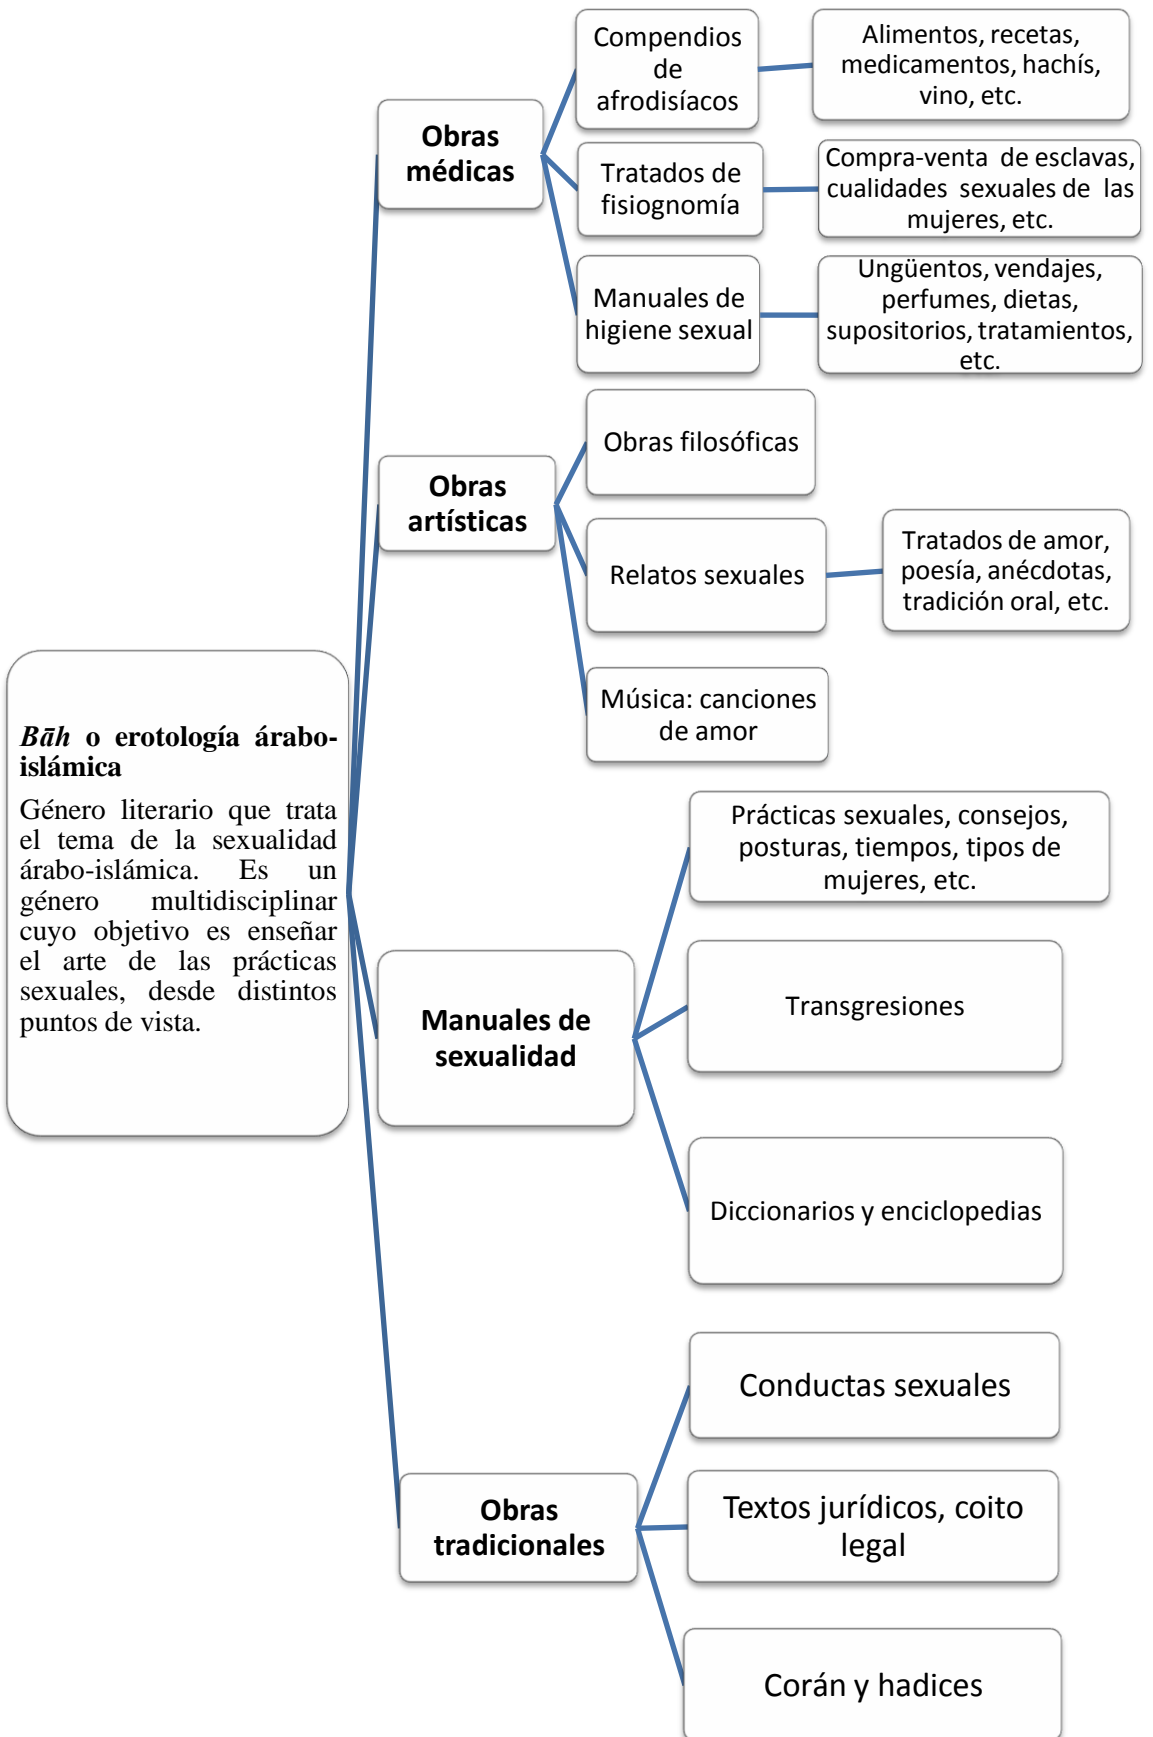 Bāh o erotología árabo-
islámica
Género literario que trata
el tema de la sexualidad
árabo-islámica. Es un
género multidisciplinar
cuyo objetivo es enseñar
el arte de las prácticas
sexuales, desde distintos
puntos de vista.
Obras
médicas
Compendios
de
afrodisíacos
Alimentos, recetas,
medicamentos, hachís,
vino, etc.
Tratados de
fisiognomía
Compra-venta de esclavas,
cualidades sexuales de las
mujeres, etc.
Manuales de
higiene sexual
Ungüentos, vendajes,
perfumes, dietas,
supositorios, tratamientos,
etc.
Obras
artísticas
Obras filosóficas
Relatos sexuales
Tratados de amor,
poesía, anécdotas,
tradición oral, etc.
Música: canciones
de amor
Manuales de
sexualidad
Prácticas sexuales, consejos,
posturas, tiempos, tipos de
mujeres, etc.
Transgresiones
Diccionarios y enciclopedias
Obras
tradicionales
Conductas sexuales
Textos jurídicos, coito
legal
Corán y hadices